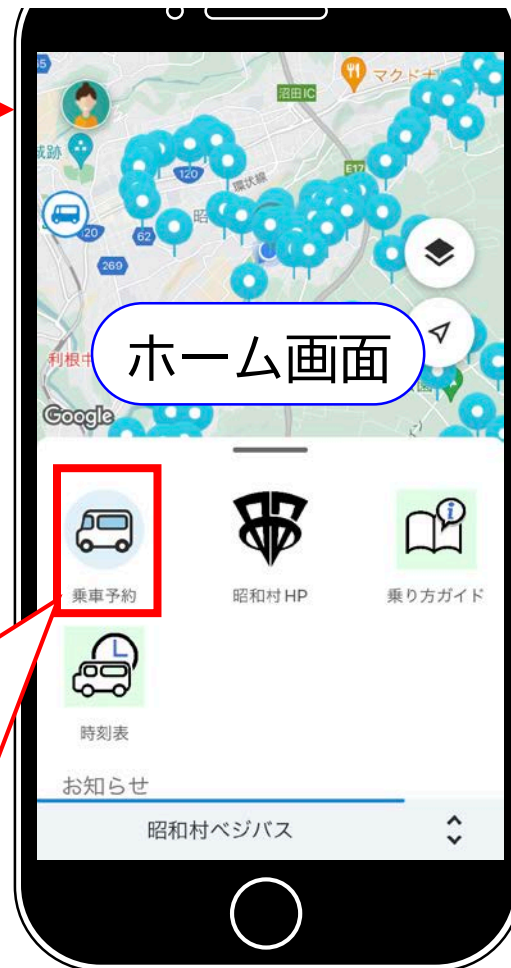 沼田IC
マクド
城跡
120
環状線
E17
昭
20
62
269
利根中
ホーム画面
Google
乗車予約
昭和村HP
乗り方ガイド
時刻表
お知らせ
昭和村ベジバス